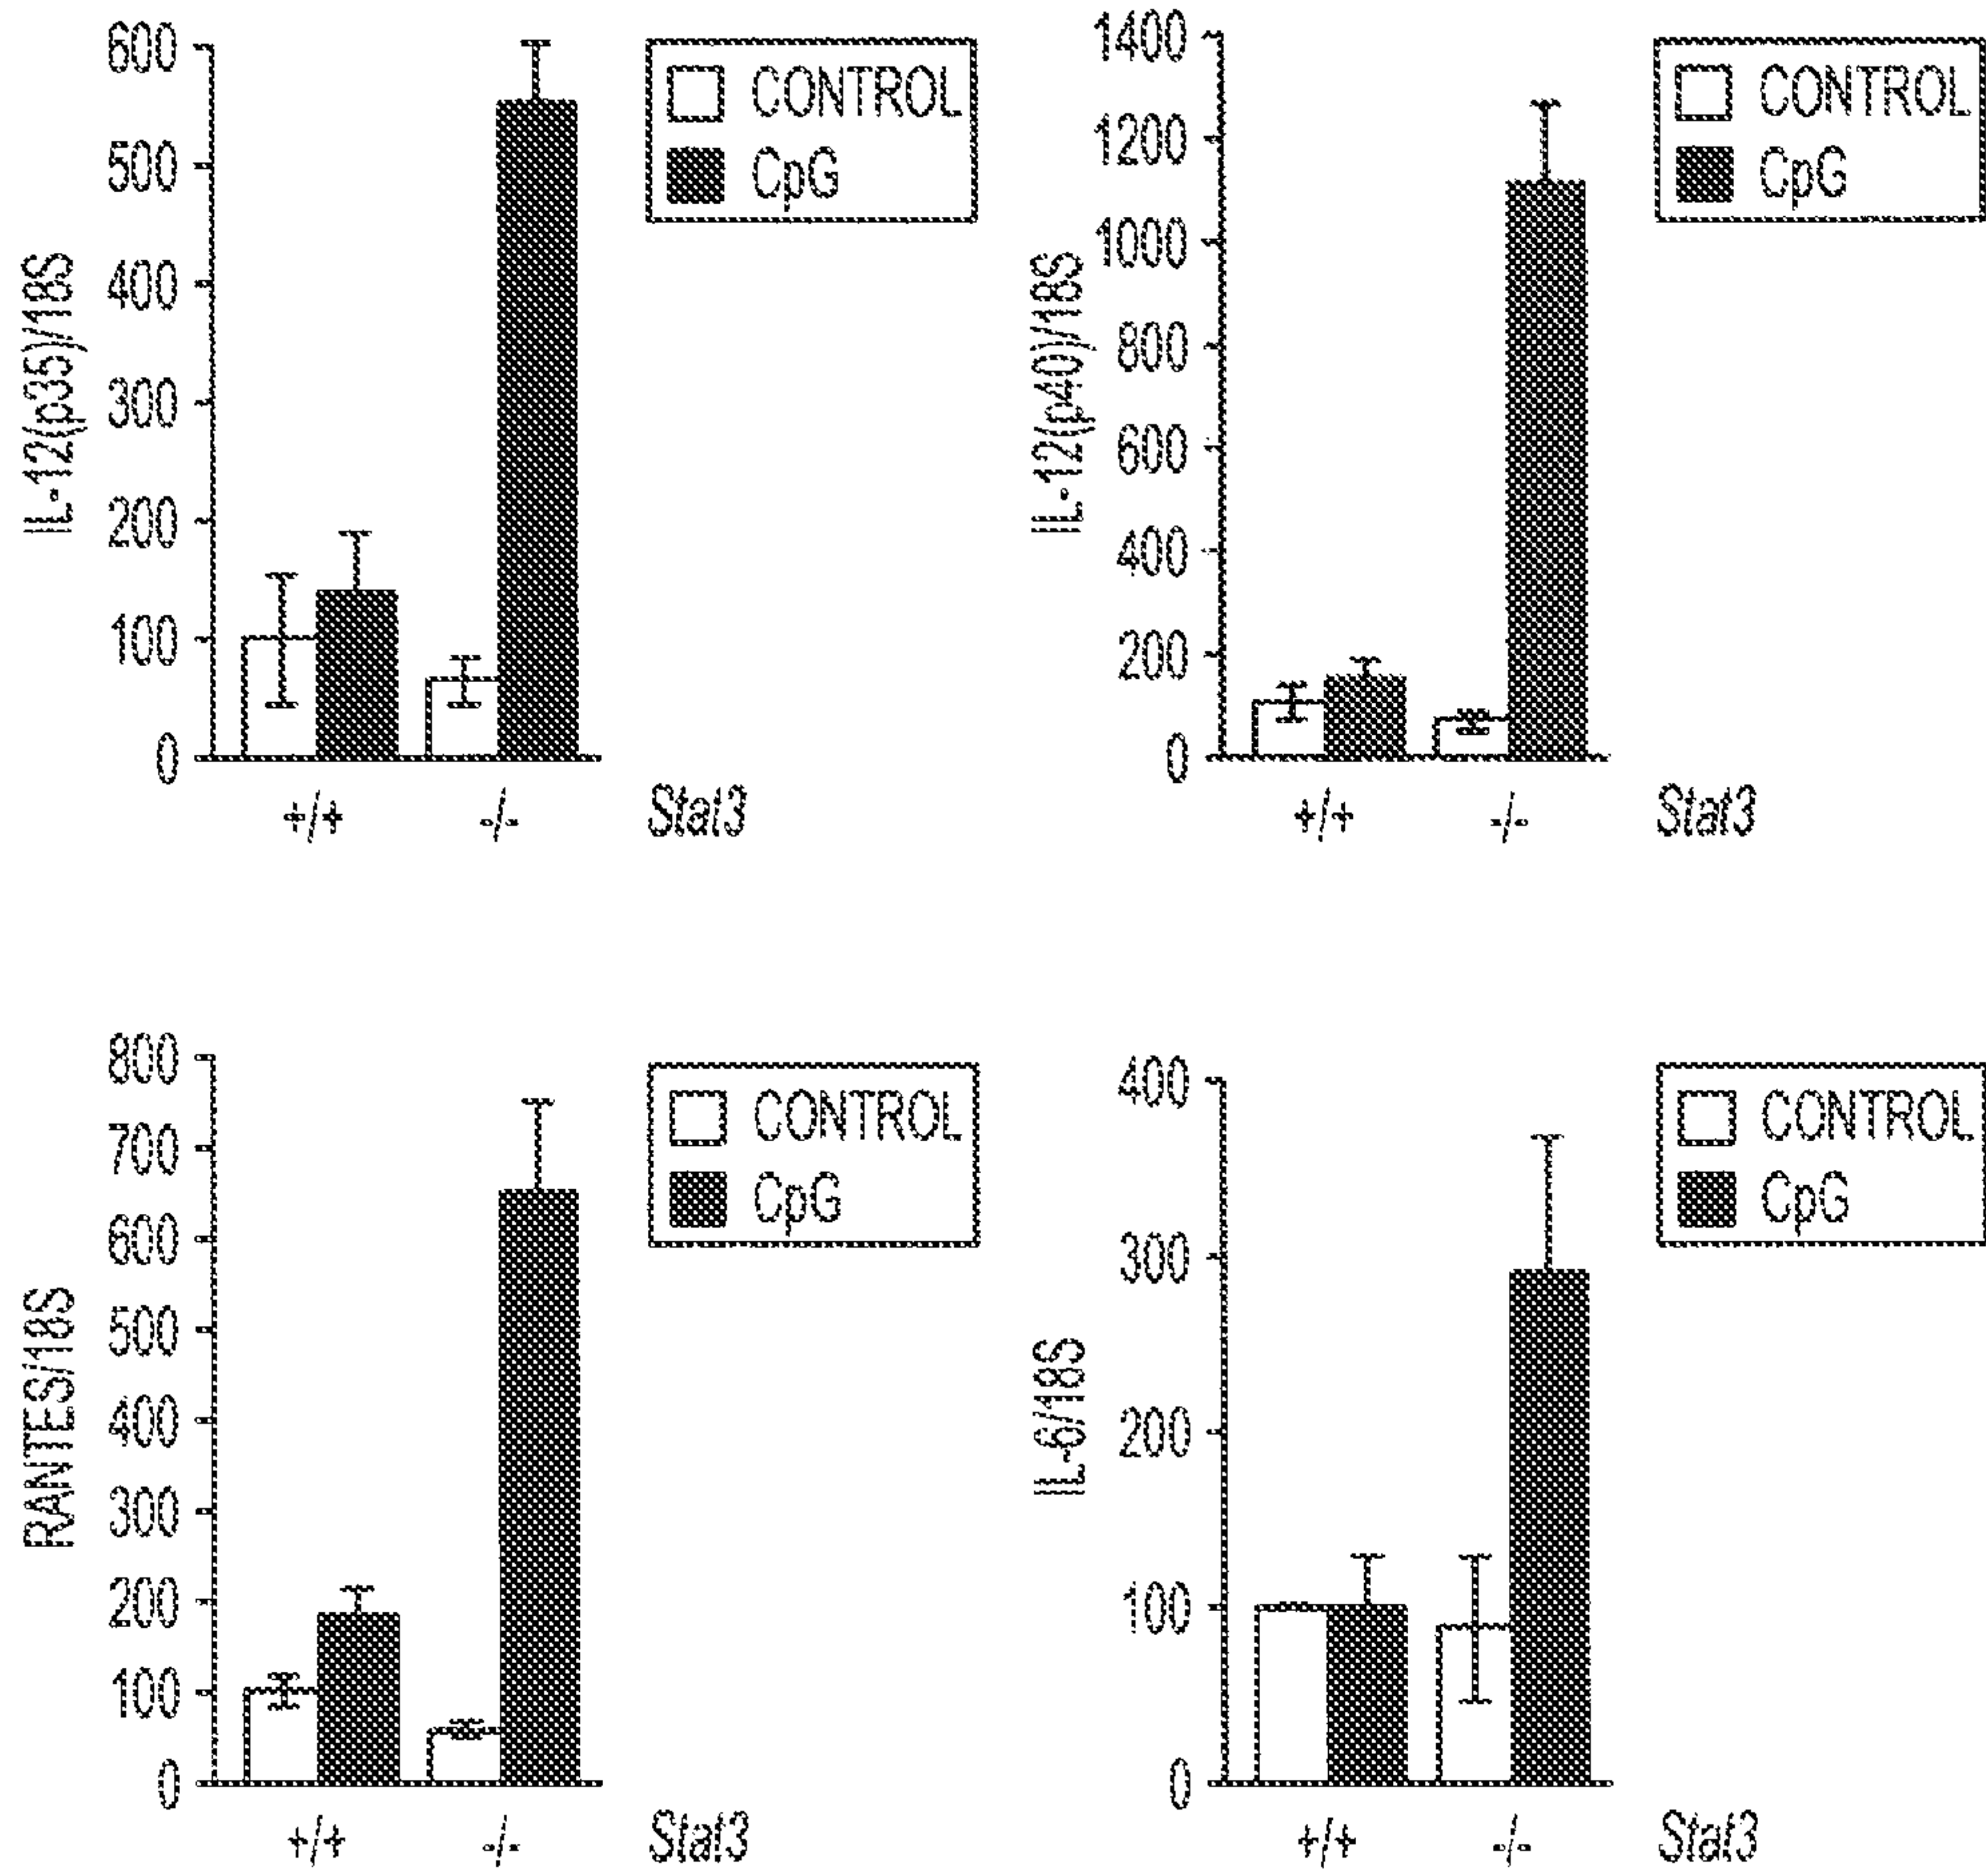 IL-12(p35)/18S
600
500
400
300
200
100
0
+/+ -/- Stat3
CONTROL
CpG
IL-12(p40)/18S
1400
1200
1000
800
600
400
200
0
+/+ -/- Stat3
CONTROL
CpG
RANTES/18S
800
700
600
500
400
300
200
100
0
+/+ -/- Stat3
CONTROL
CpG
IL-6/18S
400
300
200
100
0
+/+ -/- Stat3
CONTROL
CpG